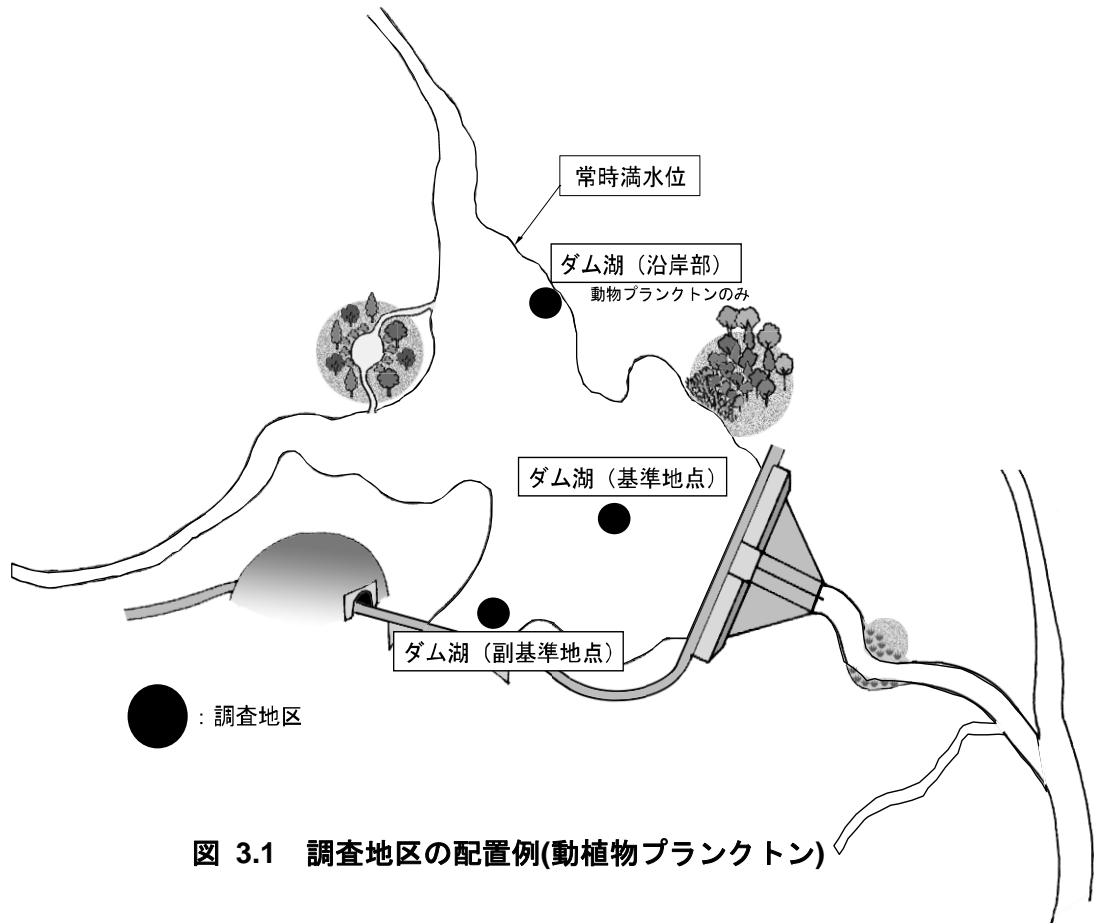 常時満水位
ダム湖（沿岸部）
動物プランクトンのみ
ダム湖（基準地点）
ダム湖（副基準地点）
：調査地区
図 3.1 調査地区の配置例(動植物プランクトン)